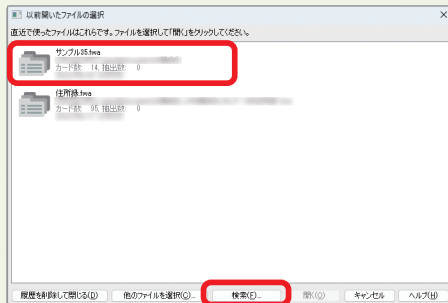 以前開いたファイルの選択
直近で使ったファイルはこれらです。ファイルを選択して「開く」をクリックしてください。
サンプル35.fwa
カード数: 14, 抽出数: 0
住所録.fwa
カード数: 95, 抽出数: 0
履歴を削除して閉じる(D) 他のファイルを選択(C)... 検索(F)... 開く(O) キャンセル ヘルプ(H)